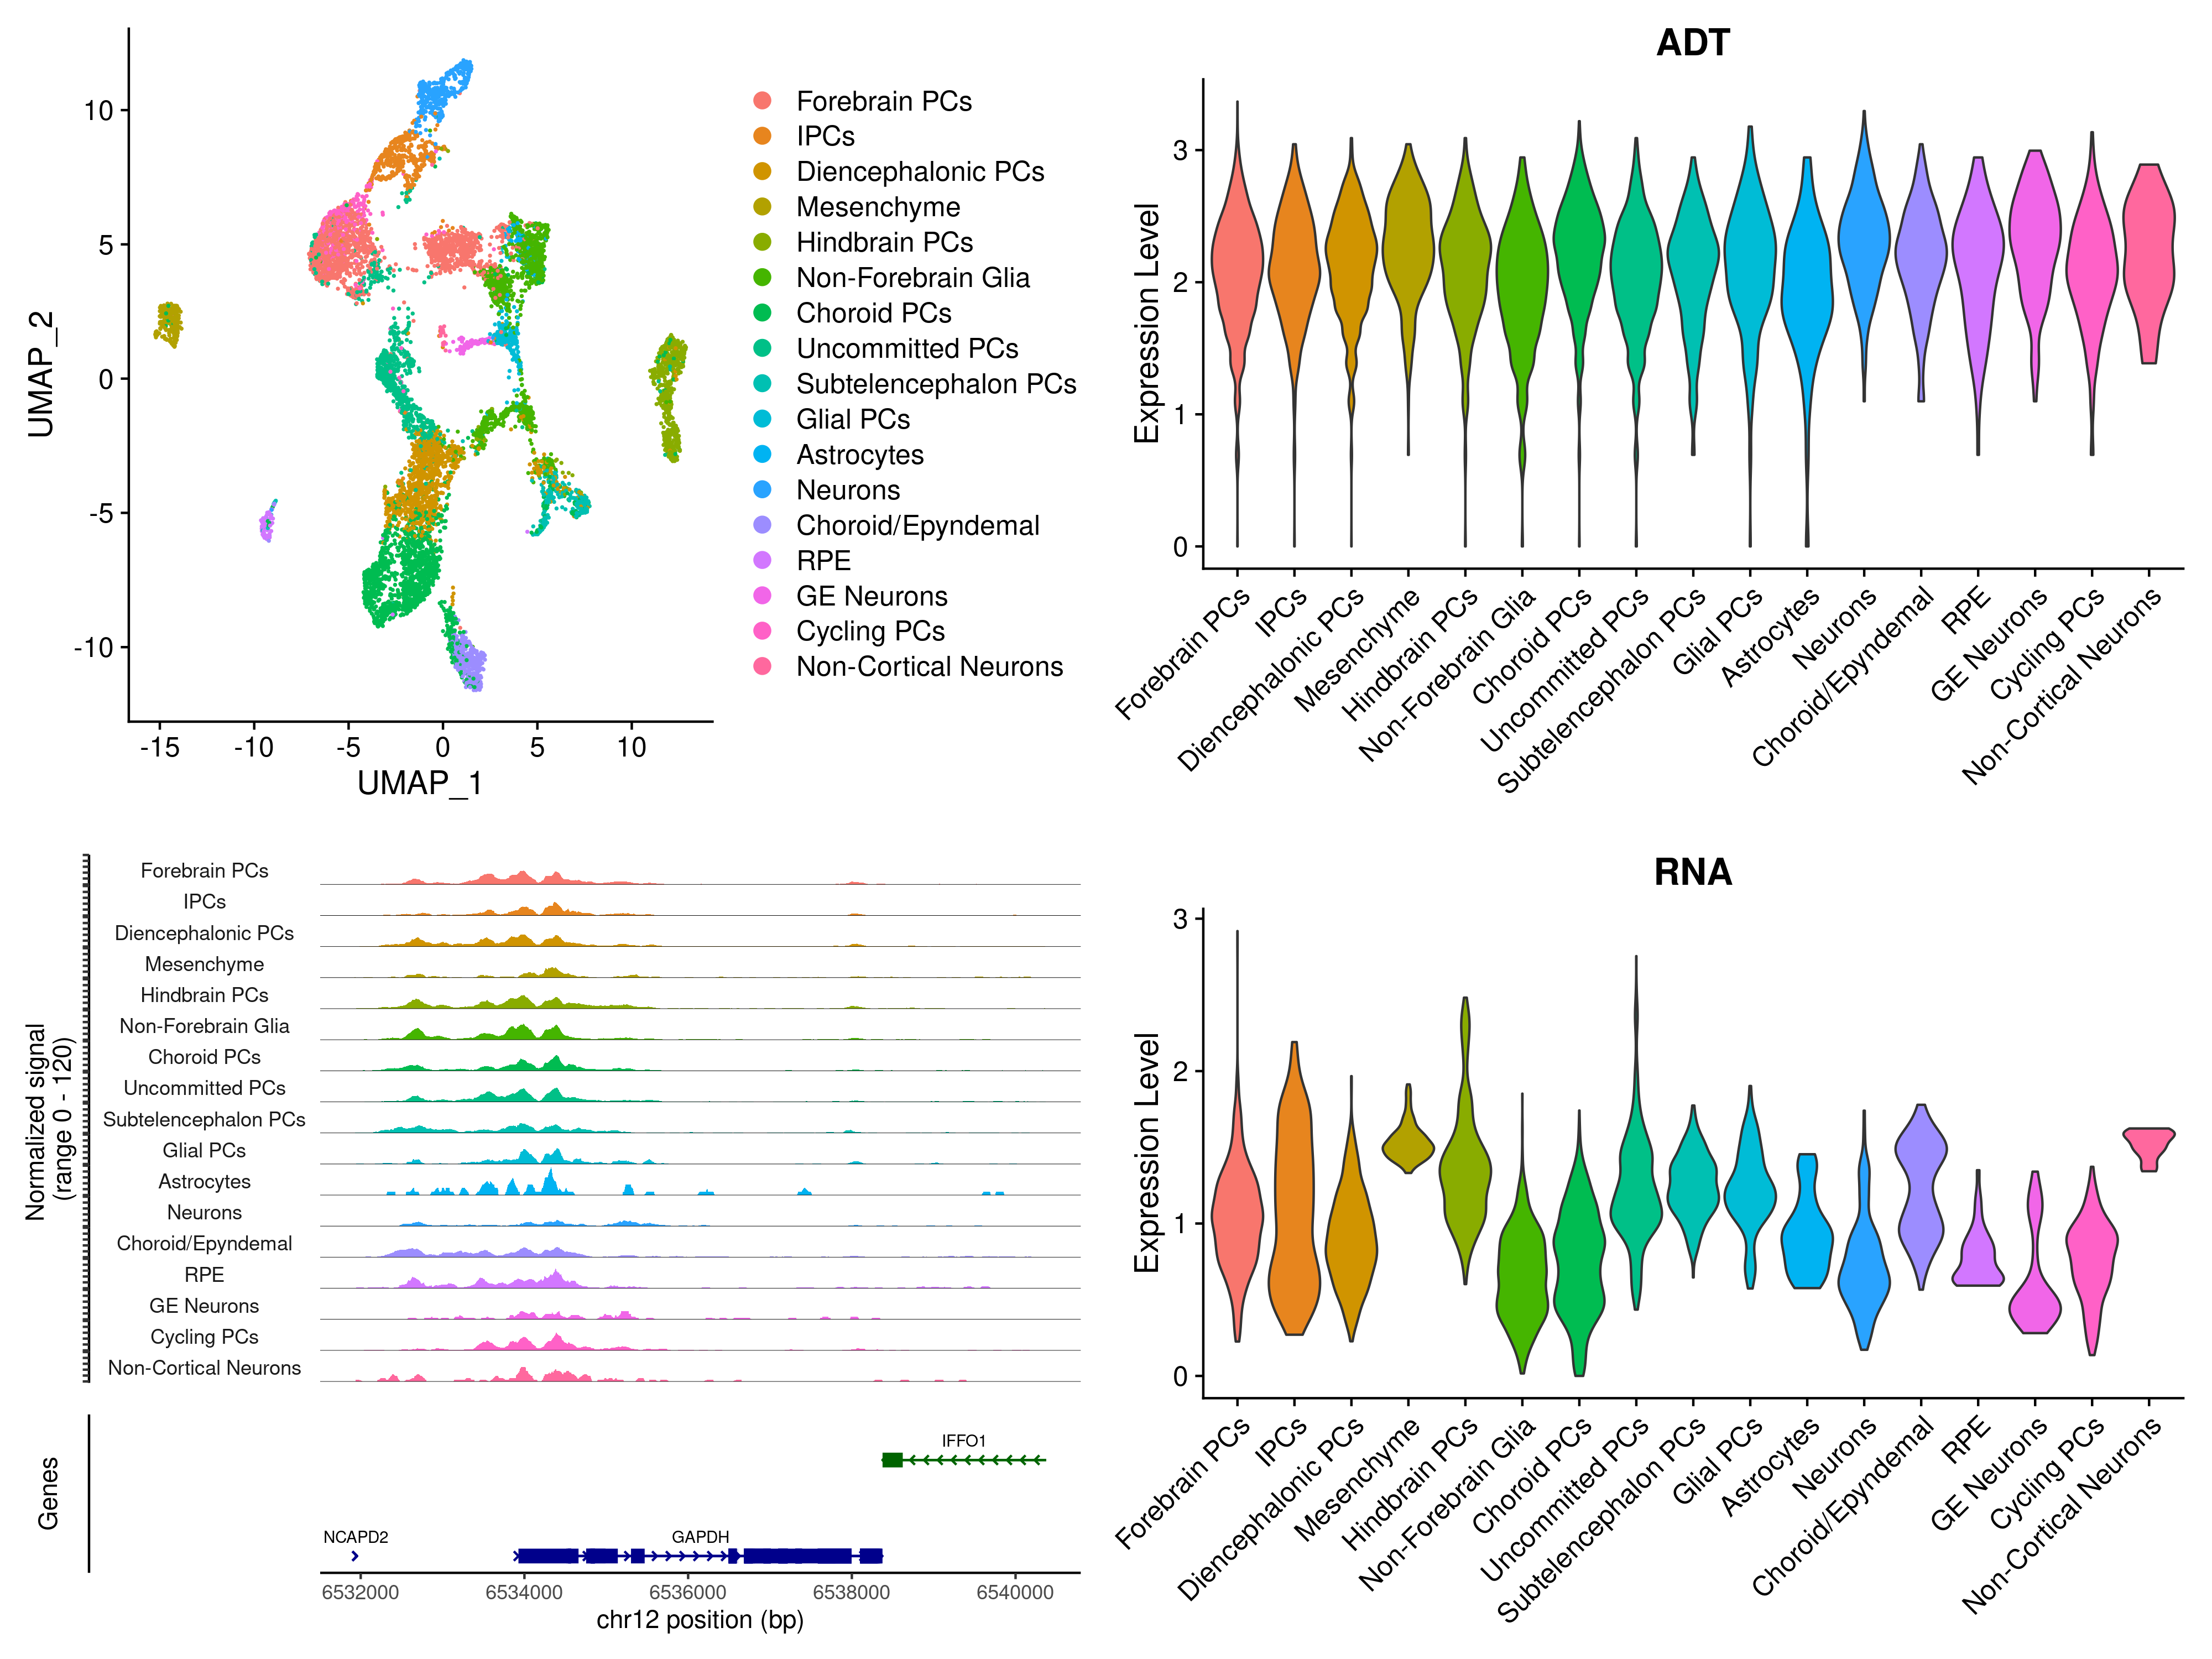 10
5
0
-5
-10
UMAP_2
-15
-10
-5
0
5
10
UMAP_1
Forebrain PCs
IPCs
Diencephalonic PCs
Mesenchyme
Hindbrain PCs
Non-Forebrain Glia
Choroid PCs
Uncommitted PCs
Subtelencephalon PCs
Glial PCs
Astrocytes
Neurons
Choroid/Epyndemal
RPE
GE Neurons
Cycling PCs
Non-Cortical Neurons
ADT
Expression Level
3
2
1
0
Forebrain PCs
IPCs
Diencephalonic PCs
Mesenchyme
Hindbrain PCs
Non-Forebrain Glia
Choroid PCs
Uncommitted PCs
Subtelencephalon PCs
Glial PCs
Astrocytes
Neurons
Choroid/Epyndemal
RPE
GE Neurons
Cycling PCs
Non-Cortical Neurons
Normalized signal
(range 0 - 120)
Forebrain PCs
IPCs
Diencephalonic PCs
Mesenchyme
Hindbrain PCs
Non-Forebrain Glia
Choroid PCs
Uncommitted PCs
Subtelencephalon PCs
Glial PCs
Astrocytes
Neurons
Choroid/Epyndemal
RPE
GE Neurons
Cycling PCs
Non-Cortical Neurons
Genes
IFFO1
NCAPD2
GAPDH
6532000
6534000
6536000
6538000
6540000
chr12 position (bp)
RNA
Expression Level
3
2
1
0
Forebrain PCs
IPCs
Diencephalonic PCs
Mesenchyme
Hindbrain PCs
Non-Forebrain Glia
Choroid PCs
Uncommitted PCs
Subtelencephalon PCs
Glial PCs
Astrocytes
Neurons
Choroid/Epyndemal
RPE
GE Neurons
Cycling PCs
Non-Cortical Neurons